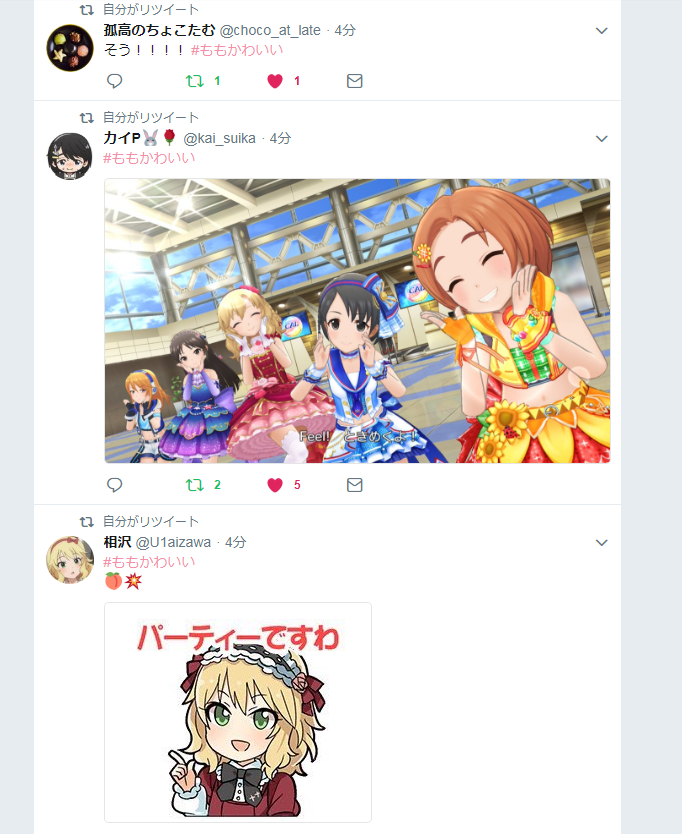 自分がリツイート
孤高のちょこたむ @choco_at_late · 4分
そう！！！！ #ももかわいい
1 1
自分がリツイート
カイP🐰🌹 @kai_suika · 4分
#ももかわいい
CAL
Feel! ときめくよ！
2 5
自分がリツイート
相沢 @U1aizawa · 4分
#ももかわいい
🍑💥
パーティーですわ